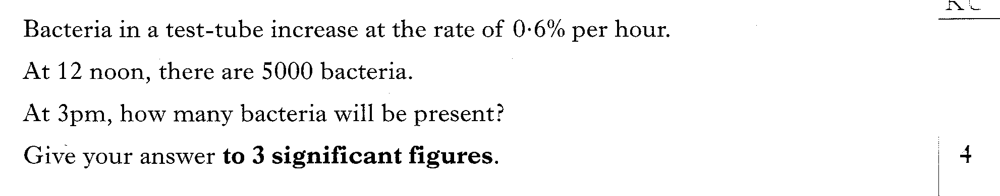 Bacteria in a test-tube increase at the rate of 0·6% per hour.
At 12 noon, there are 5000 bacteria.
At 3pm, how many bacteria will be present?
Give your answer to 3 significant figures.
4